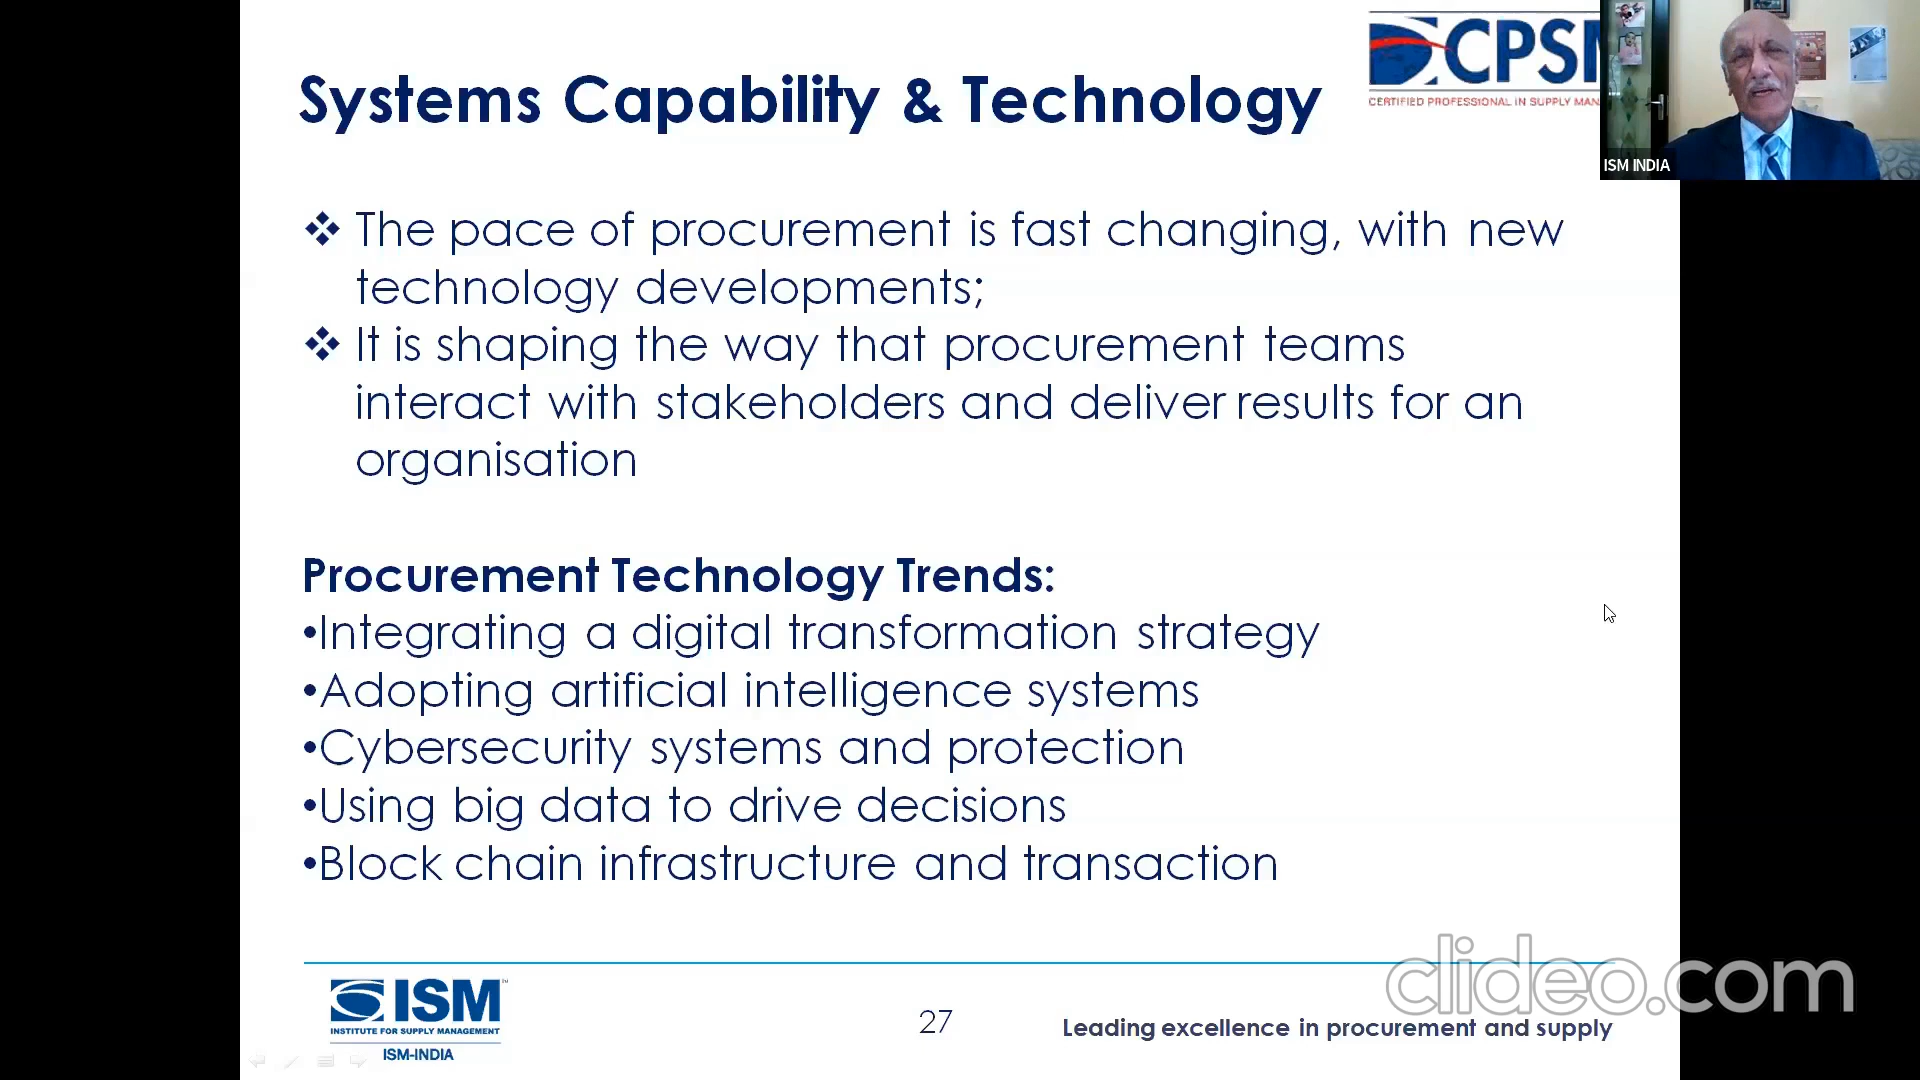 Systems Capability & Technology
CPSM
CERTIFIED PROFESSIONAL IN SUPPLY MAN
ISM INDIA
❖ The pace of procurement is fast changing, with new
technology developments;
❖ It is shaping the way that procurement teams
interact with stakeholders and deliver results for an
organisation
Procurement Technology Trends:
•Integrating a digital transformation strategy
•Adopting artificial intelligence systems
•Cybersecurity systems and protection
•Using big data to drive decisions
•Block chain infrastructure and transaction
ISM
INSTITUTE FOR SUPPLY MANAGEMENT
ISM-INDIA
27
Leading excellence in procurement and supply
clideo.com